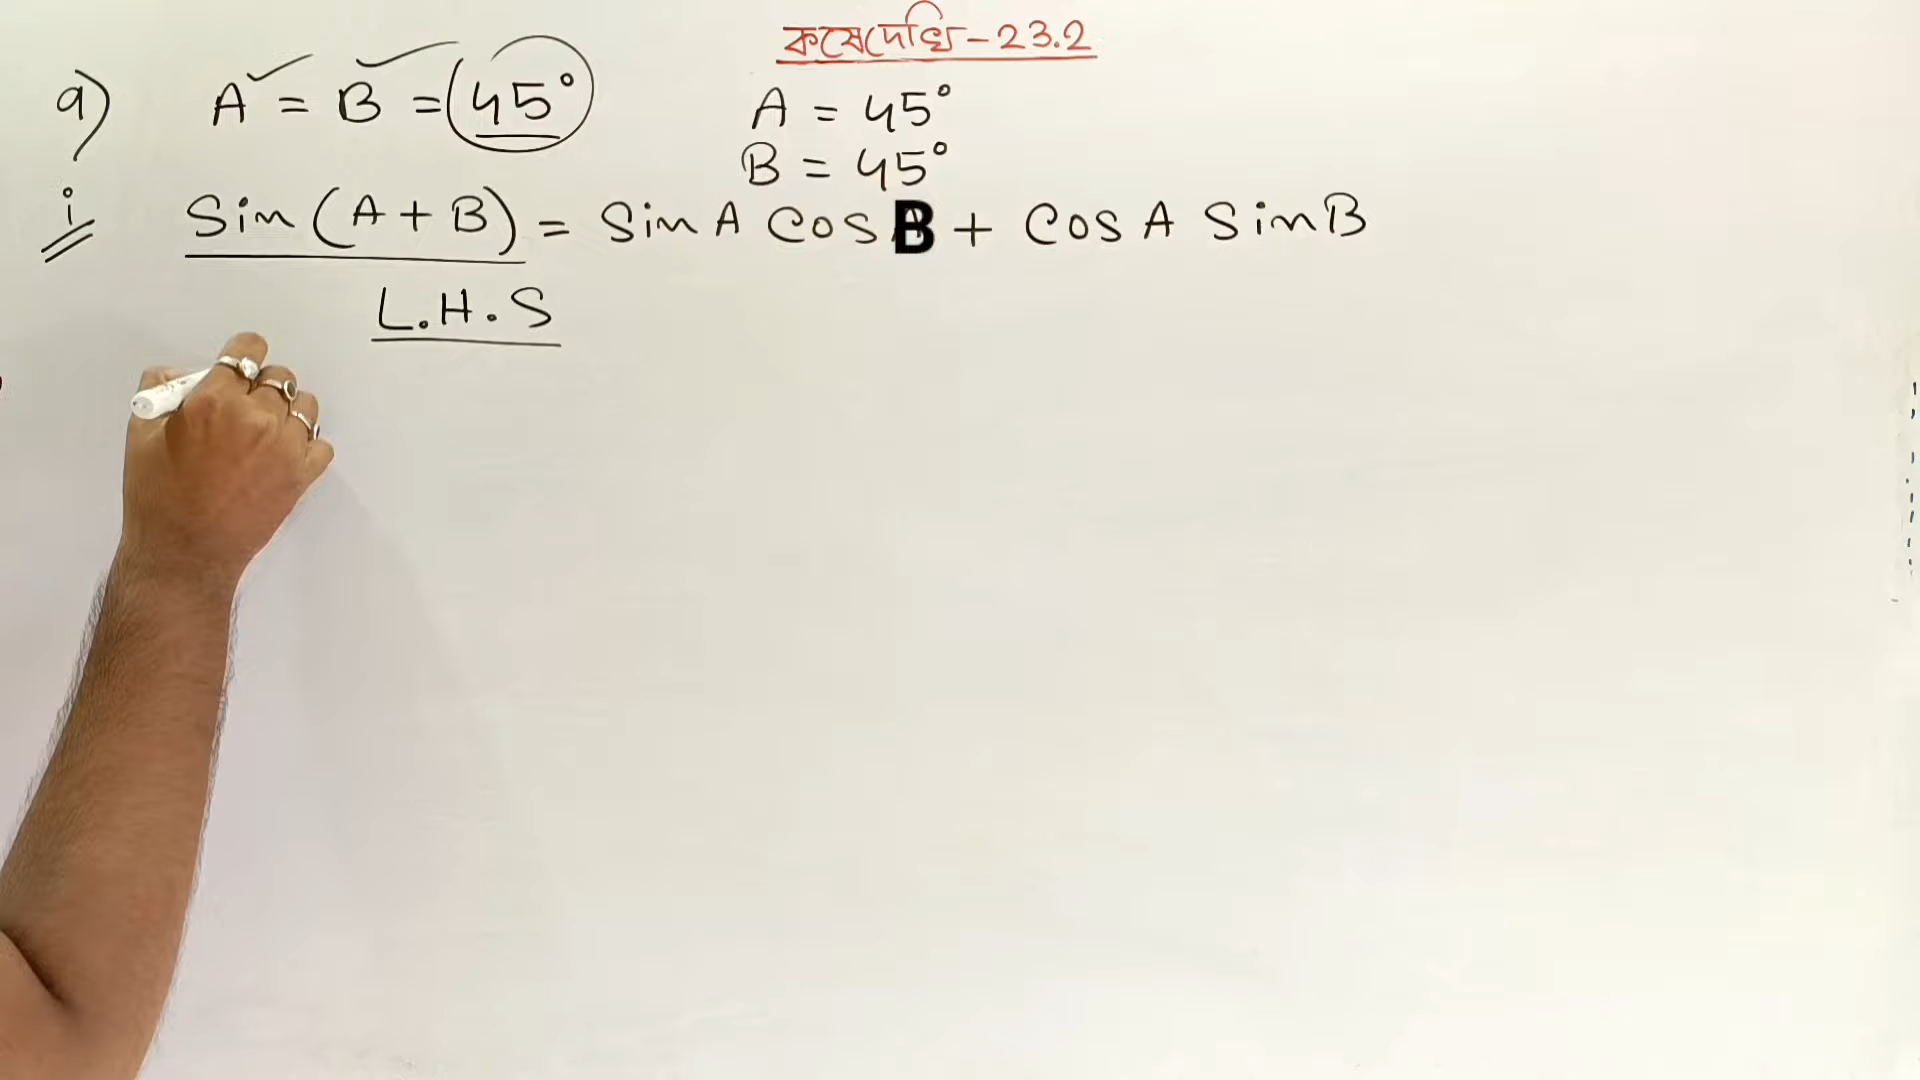 কষে দেখি - 23.2
9) A = B = 45°
A = 45°
B = 45°
i Sin (A + B) = Sin A Cos B + Cos A Sin B
L.H.S